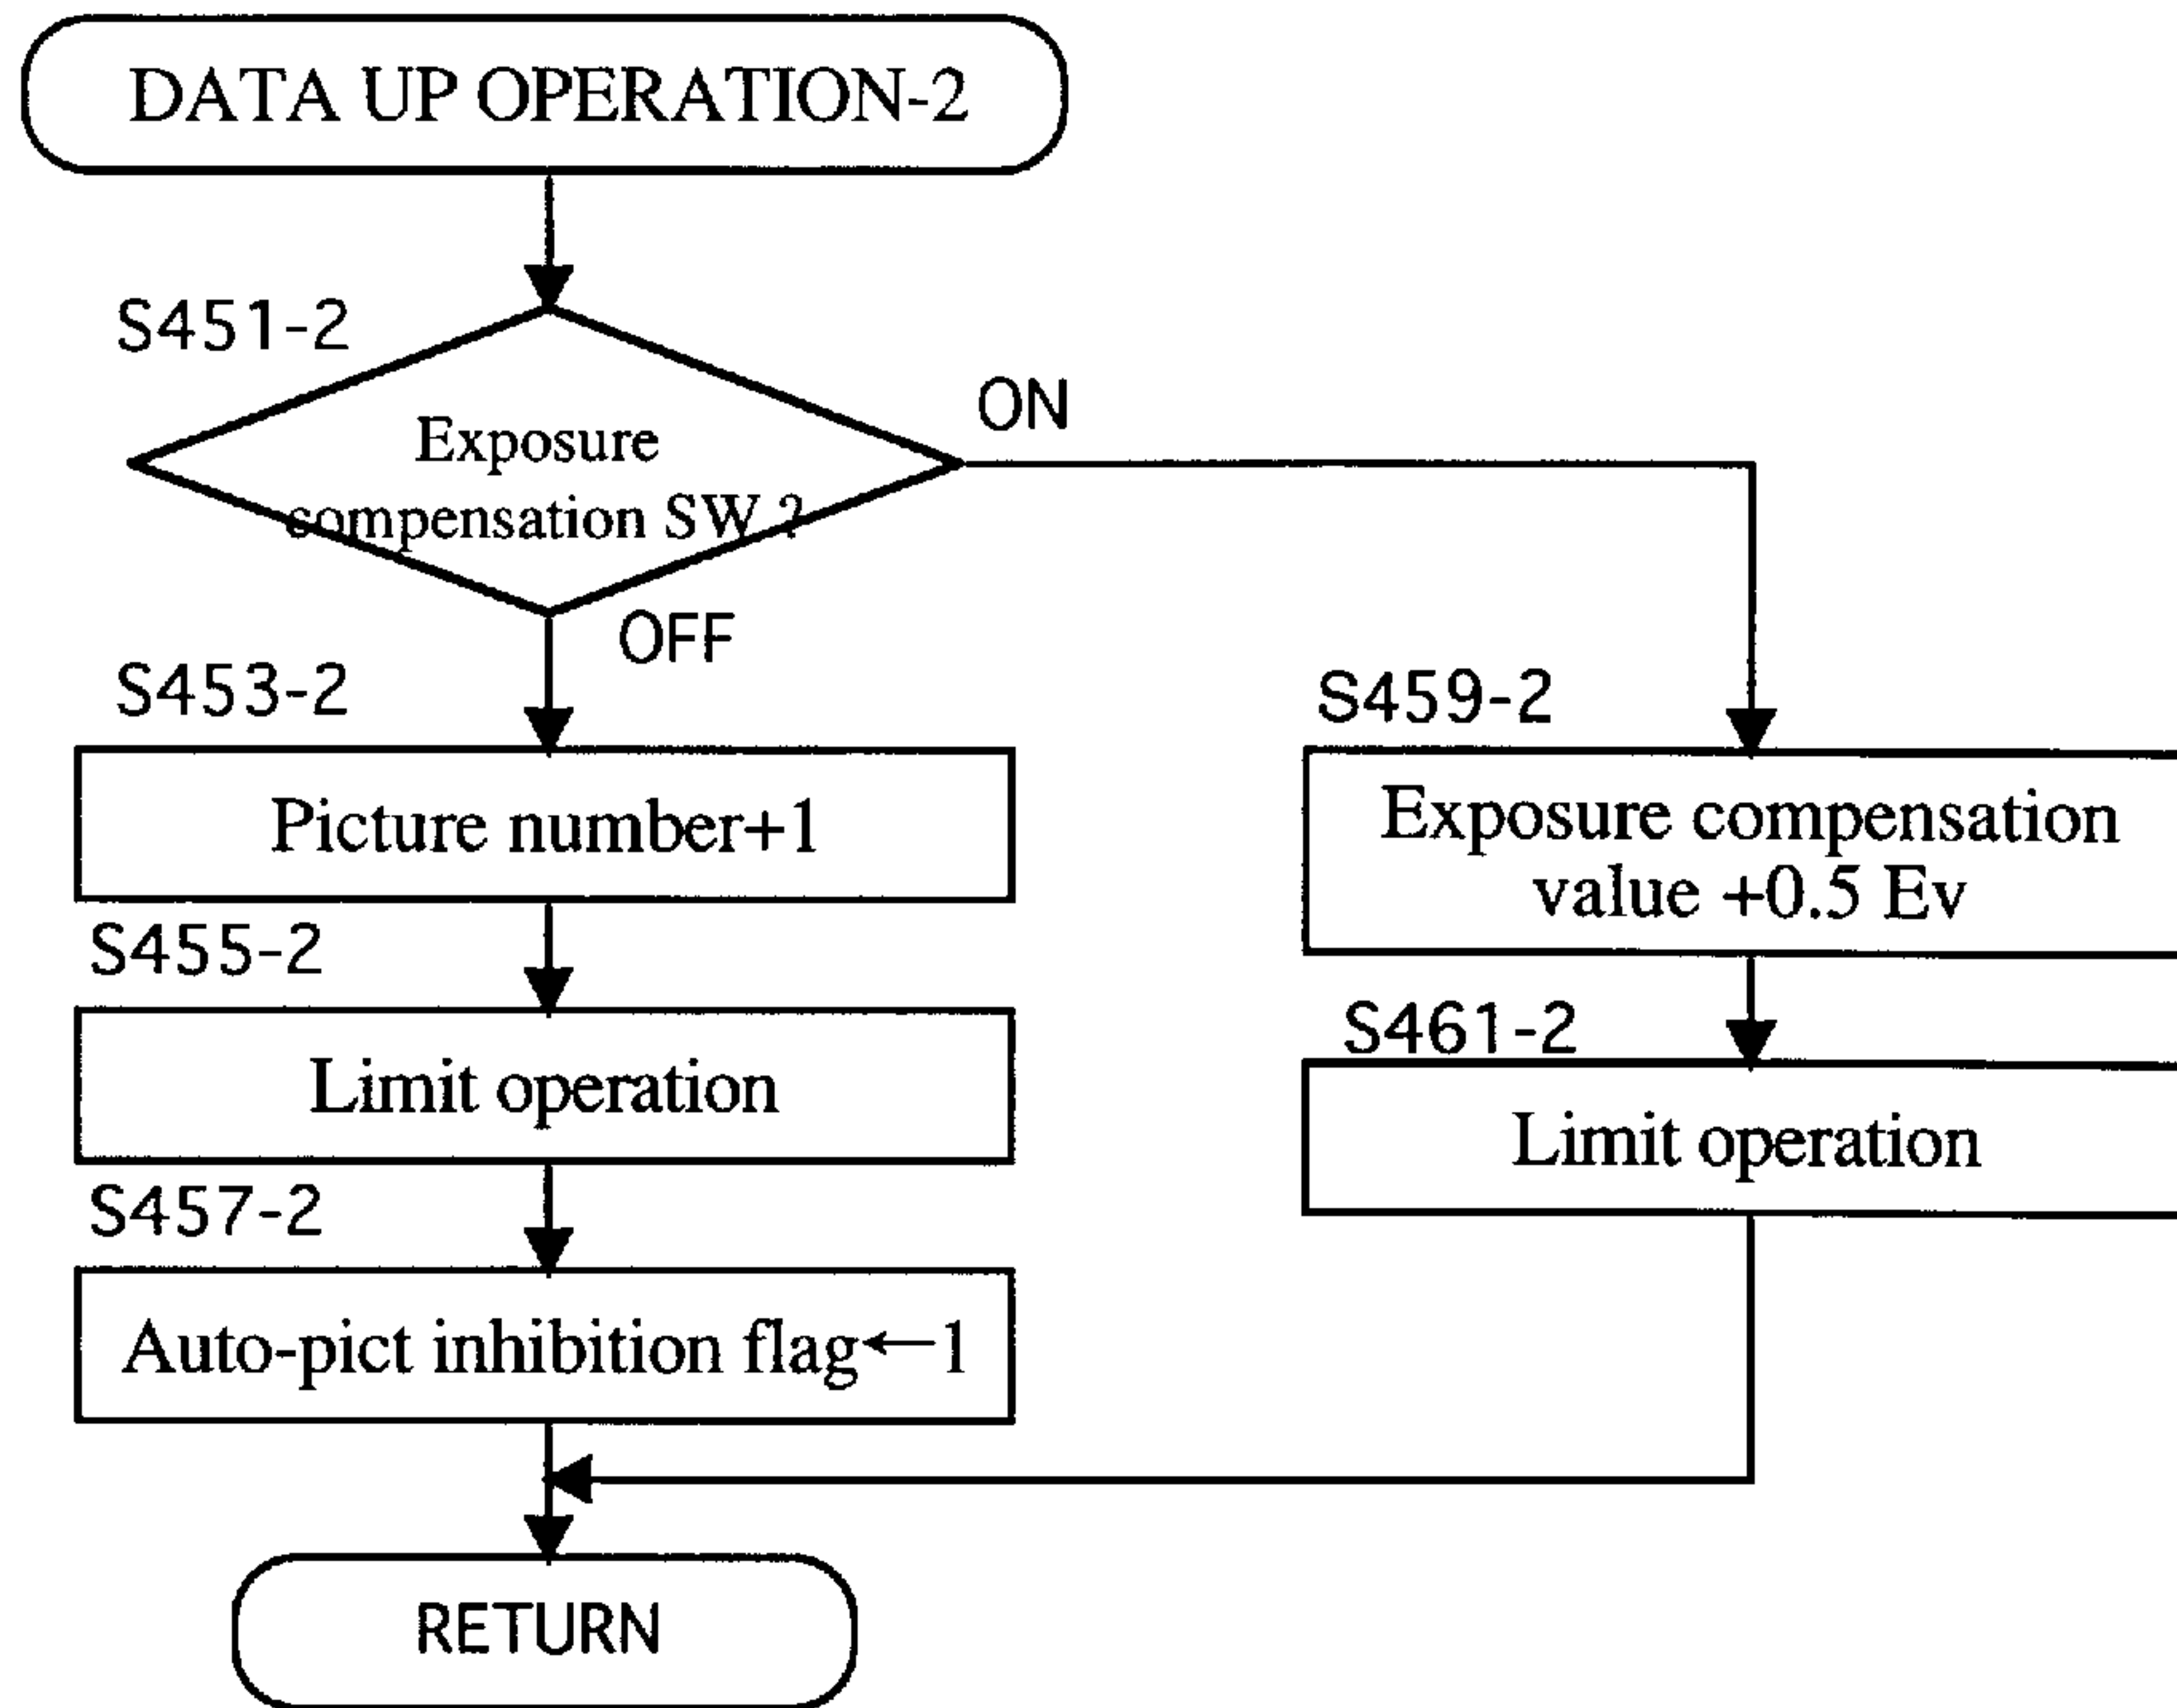 DATA UP OPERATION-2
S451-2
Exposure
compensation SW ?
ON
OFF
S453-2
Picture number+1
S455-2
Limit operation
S457-2
Auto-pict inhibition flag←1
S459-2
Exposure compensation
value +0.5 Ev
S461-2
Limit operation
RETURN